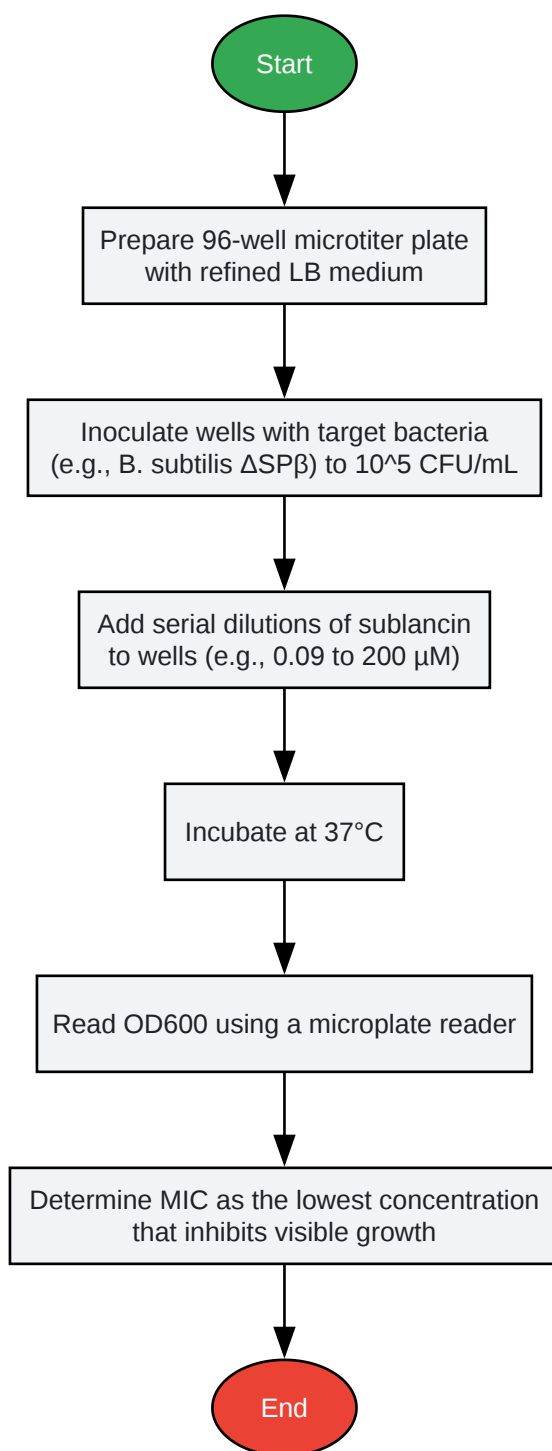 Start
Prepare 96-well microtiter plate
with refined LB medium
Inoculate wells with target bacteria
(e.g., B. subtilis ΔSPβ) to 10^5 CFU/mL
Add serial dilutions of sublancin
to wells (e.g., 0.09 to 200 µM)
Incubate at 37°C
Read OD600 using a microplate reader
Determine MIC as the lowest concentration
that inhibits visible growth
End